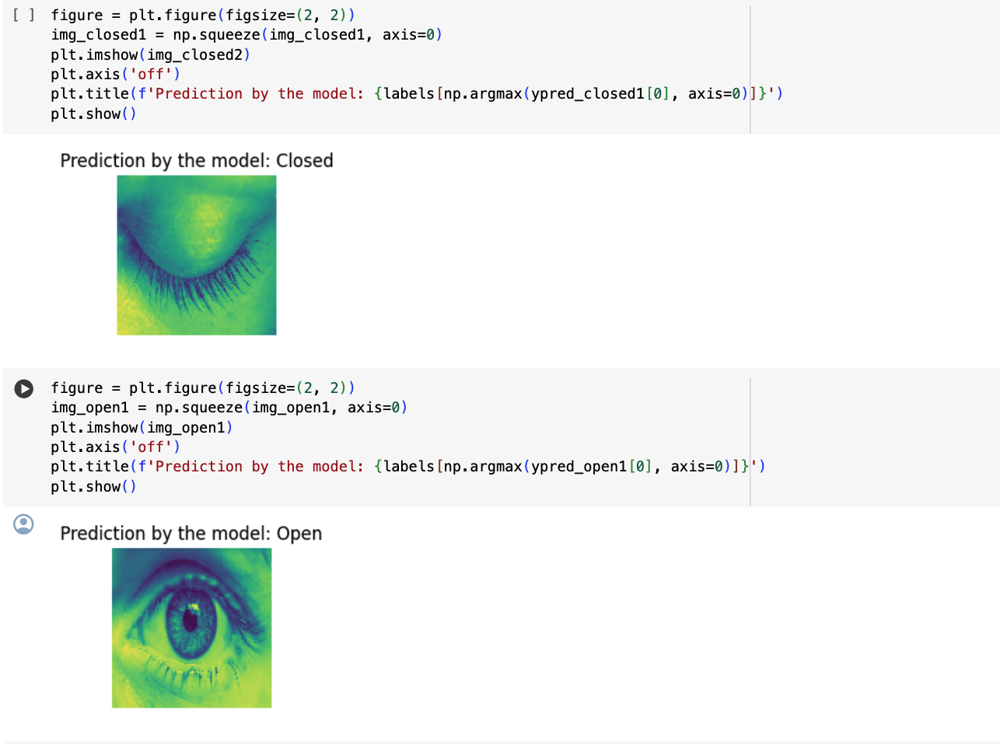 [ ] figure = plt.figure(figsize=(2, 2))
img_closed1 = np.squeeze(img_closed1, axis=0)
plt.imshow(img_closed2)
plt.axis('off')
plt.title(f'Prediction by the model: {labels[np.argmax(ypred_closed1[0], axis=0)]}')
plt.show()
Prediction by the model: Closed
figure = plt.figure(figsize=(2, 2))
img_open1 = np.squeeze(img_open1, axis=0)
plt.imshow(img_open1)
plt.axis('off')
plt.title(f'Prediction by the model: {labels[np.argmax(ypred_open1[0], axis=0)]}')
plt.show()
Prediction by the model: Open